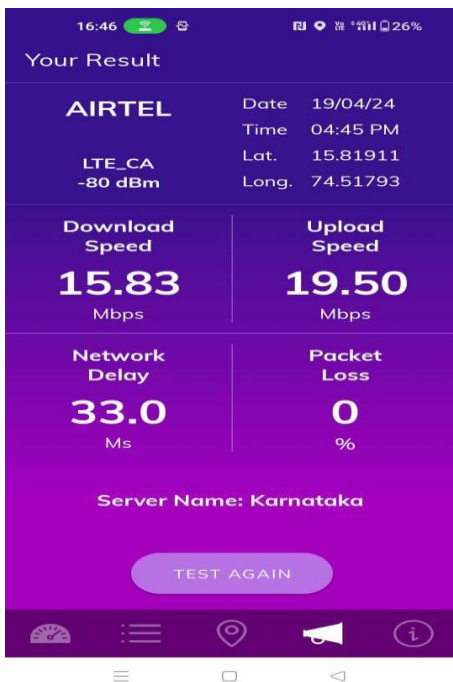 16:46 26%
Your Result
AIRTEL
LTE_CA
-80 dBm
Date 19/04/24
Time 04:45 PM
Lat. 15.81911
Long. 74.51793
Download
Speed
15.83
Mbps
Upload
Speed
19.50
Mbps
Network
Delay
33.0
Ms
Packet
Loss
0
%
Server Name: Karnataka
TEST AGAIN